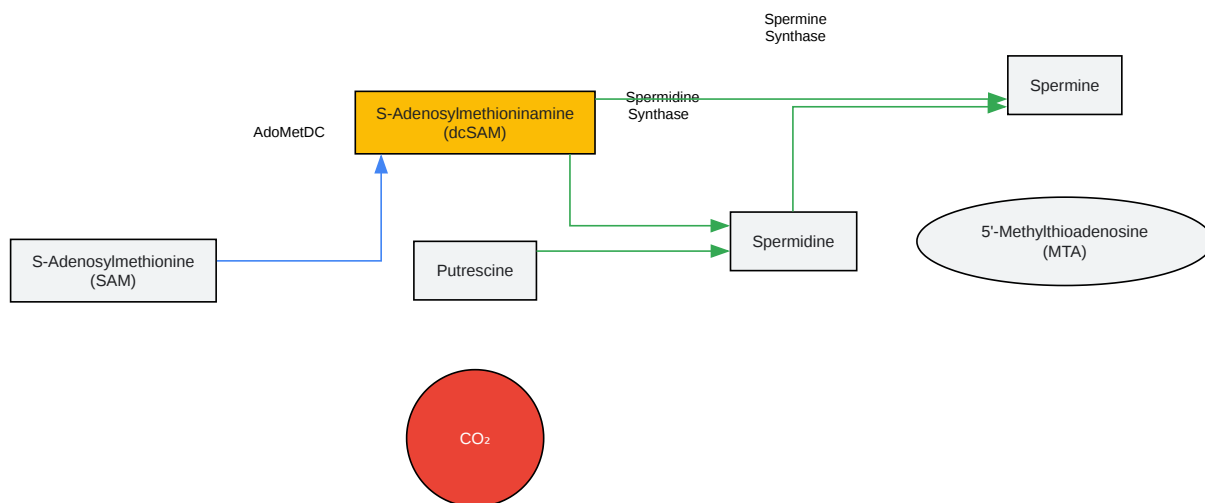 Spermine
Synthase
Spermine
S-Adenosylmethioninamine
(dcSAM)
Spermidine
Synthase
AdoMetDC
5'-Methylthioadenosine
(MTA)
Spermidine
S-Adenosylmethionine
(SAM)
Putrescine
CO₂